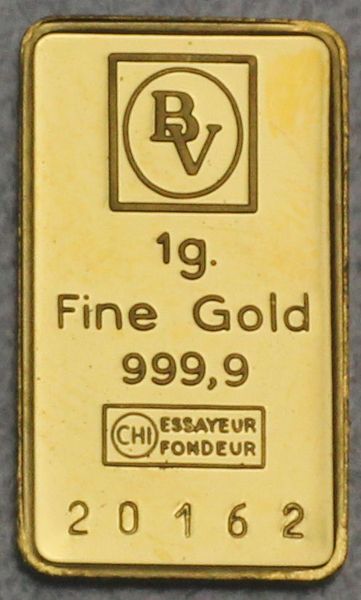 BV
1g.
Fine Gold
999,9
CHI ESSAYEUR
FONDEUR
20162